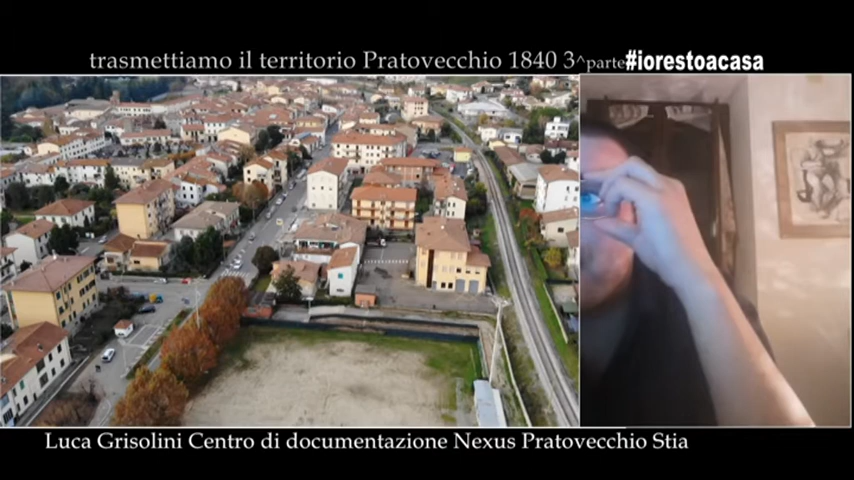 trasmettiamo il territorio Pratovecchio 1840 3^parte#iorestoacasa
Luca Grisolini Centro di documentazione Nexus Pratovecchio Stia